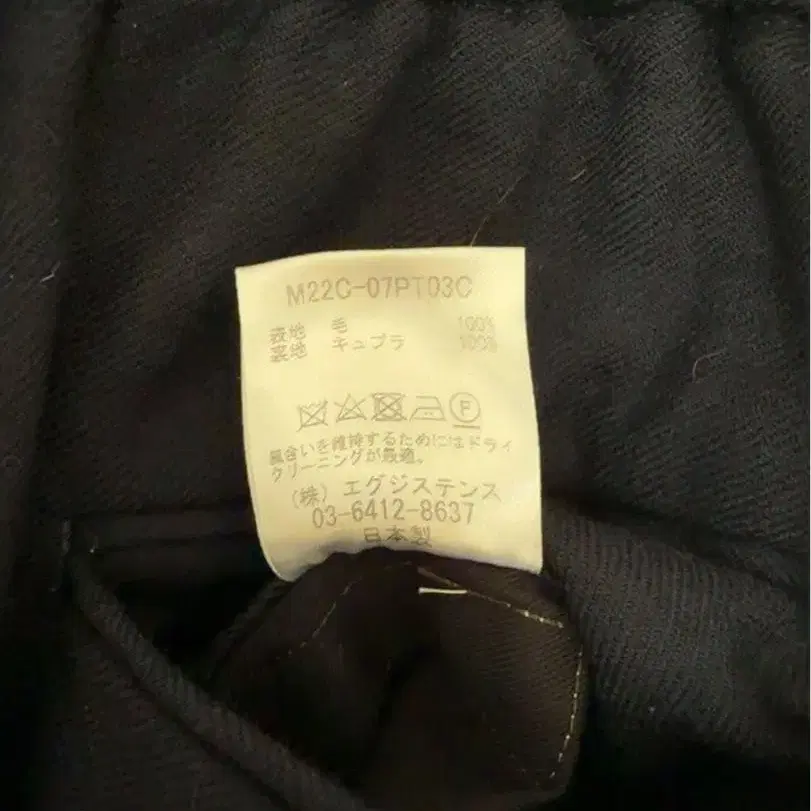 M22C-07PT03C
表地 毛 100%
裏地 キュプラ 100%
F
風合いを維持するためにはドライ
クリーニングが最適。
(株) エグジステンス
03-6412-8637
日本製